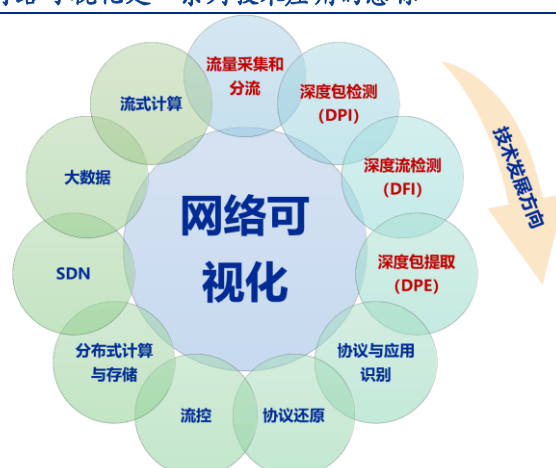 流量采集和
分流
深度包检测
（DPI）
深度流检测
（DFI）
深度包提取
（DPE）
协议与应用
识别
协议还原
流控
分布式计算
与存储
SDN
大数据
流式计算
网络可
视化
技术发展方向